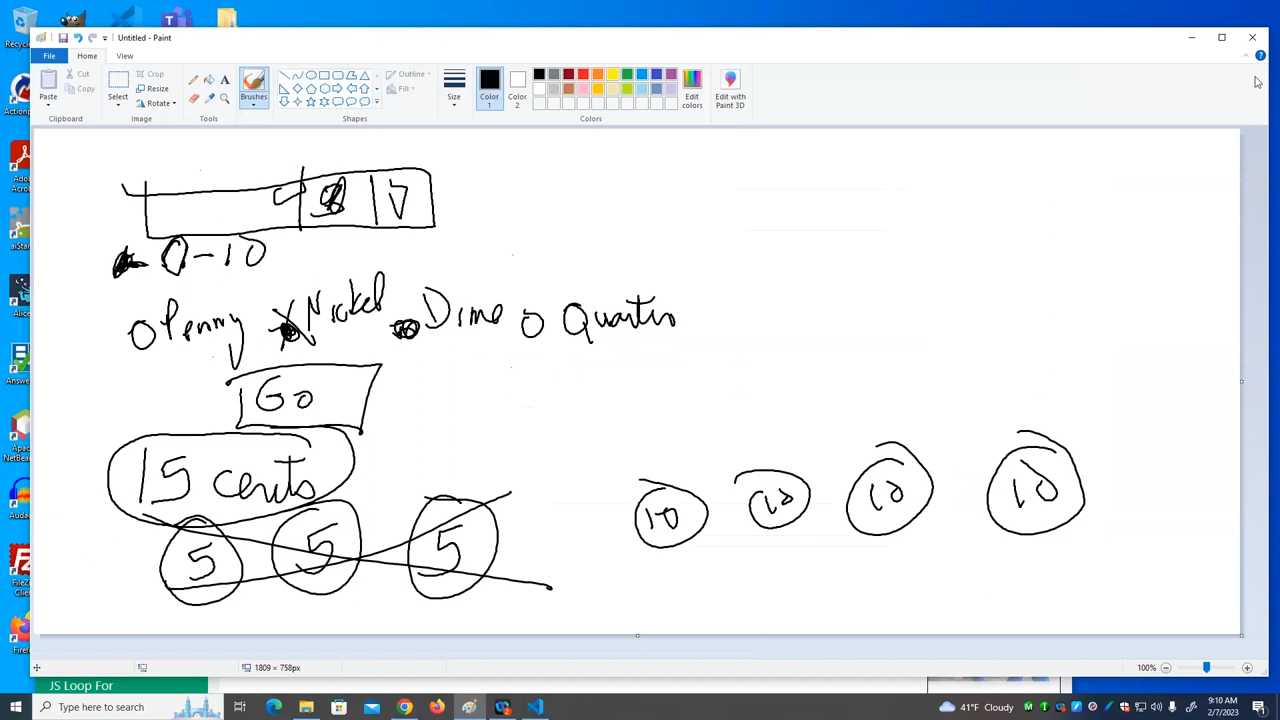 Untitled - Paint
File Home View
Paste Cut Copy Select Crop Resize Rotate Brushes Outline Fill Size Color 1 Color 2 Edit colors Edit with Paint 3D
Clipboard Image Tools Shapes Colors
0-10
Penny Nickel Dime Quarter
Go
15 cents
10 10 10 10
5 5 5
1809 × 758px 100%
JS Loop For
Type here to search 41°F Cloudy 9:10 AM
2/7/2023